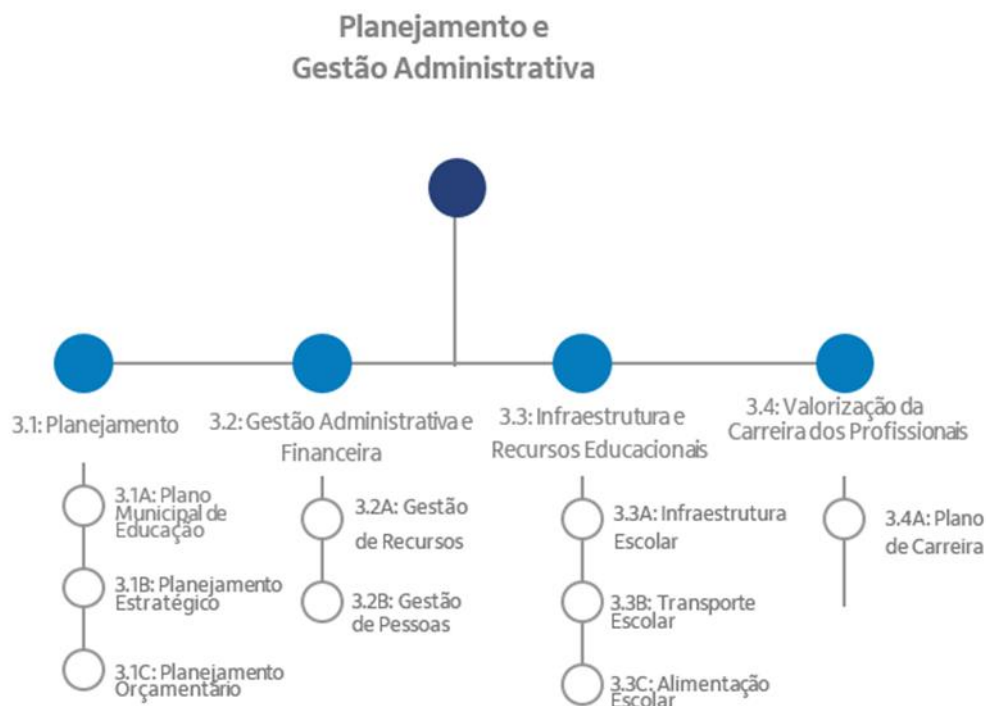 Planejamento e
Gestão Administrativa
3.1: Planejamento
3.1A: Plano
Municipal de
Educação
3.1B: Planejamento
Estratégico
3.1C: Planejamento
Orçamentário
3.2: Gestão Administrativa e
Financeira
3.2A: Gestão
de Recursos
3.2B: Gestão
de Pessoas
3.3: Infraestrutura e
Recursos Educacionais
3.3A: Infraestrutura
Escolar
3.3B: Transporte
Escolar
3.3C: Alimentação
Escolar
3.4: Valorização da
Carreira dos Profissionais
3.4A: Plano
de Carreira